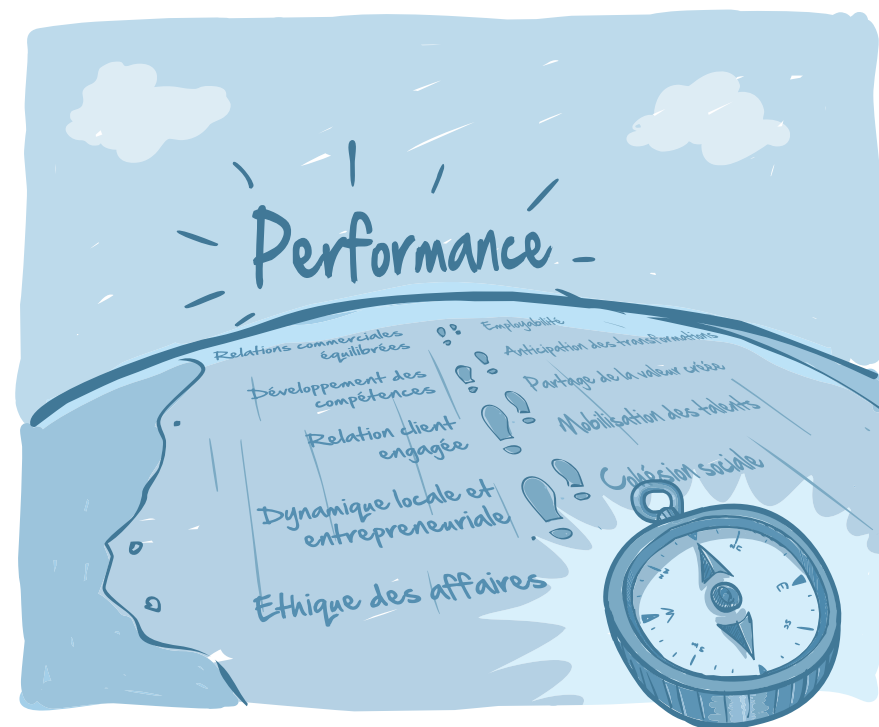 Performance
Relations commerciales
équilibrées
Employabilité
Anticipation des transformations
Développement des
compétences
Partage de la valeur créée
Relation client
engagée
Mobilisation des talents
Dynamique locale et
entrepreneuriale
Cohésion sociale
Ethique des affaires